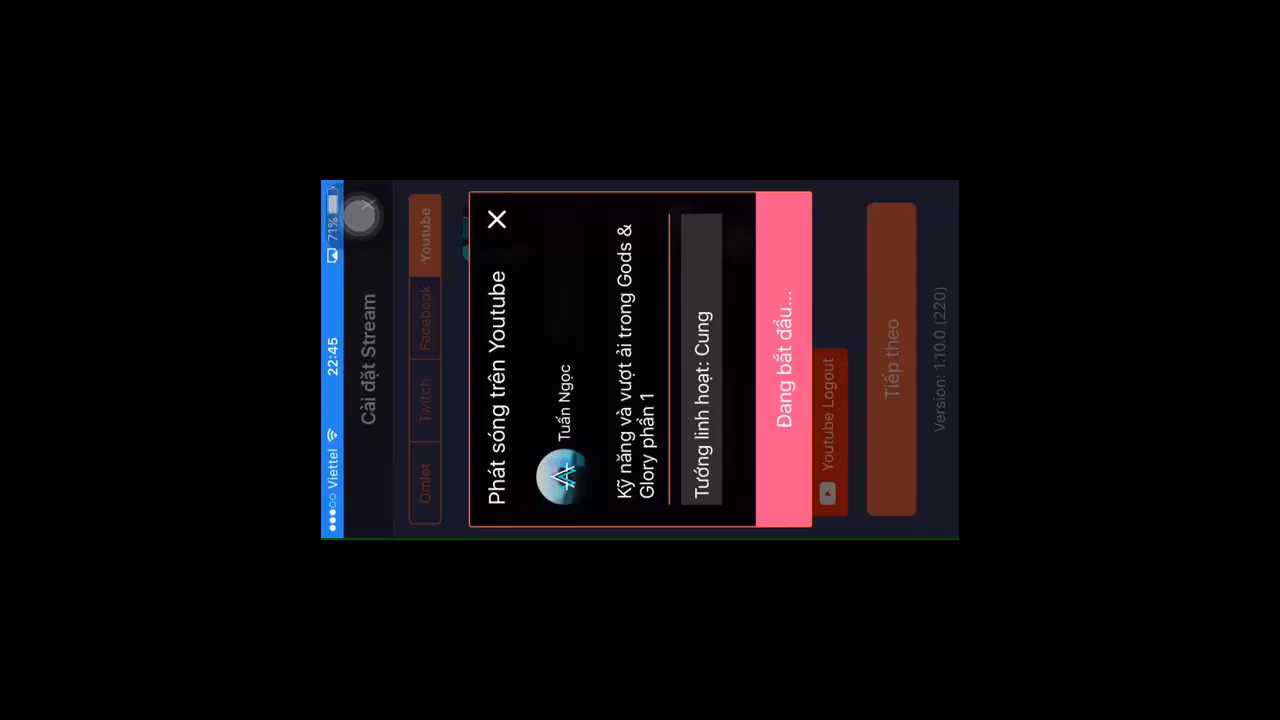 ●●●○○ Viettel 22:45 71%
Cài đặt Stream
Omlet Twitch Facebook Youtube
Phát sóng trên Youtube
Tuấn Ngọc
Kỹ năng và vượt ải trong Gods &
Glory phần 1
Tướng linh hoạt: Cung
Đang bắt đầu...
Youtube Logout
Tiếp theo
Version: 1.10.0 (220)